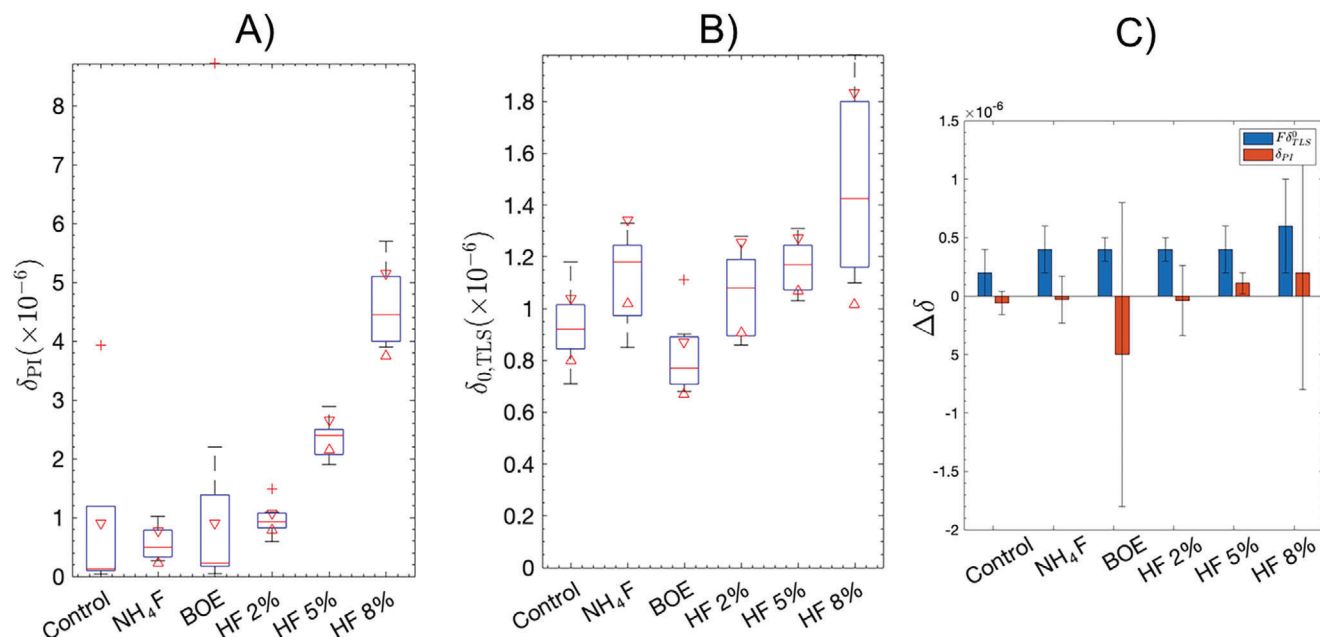 A)
B)
C)
δPI(×10⁻⁶)
8
7
6
5
4
3
2
1
0
Control
NH₄F
BOE
HF 2%
HF 5%
HF 8%
δ0,TLS(×10⁻⁶)
1.8
1.6
1.4
1.2
1
0.8
0.6
0.4
0.2
0
Control
NH₄F
BOE
HF 2%
HF 5%
HF 8%
×10⁻⁶
Δδ
1.5
1
0.5
0
5
-1
-1.5
-2
Fδ⁰TLS
δPI
Control
NH₄F
BOE
HF 2%
HF 5%
HF 8%